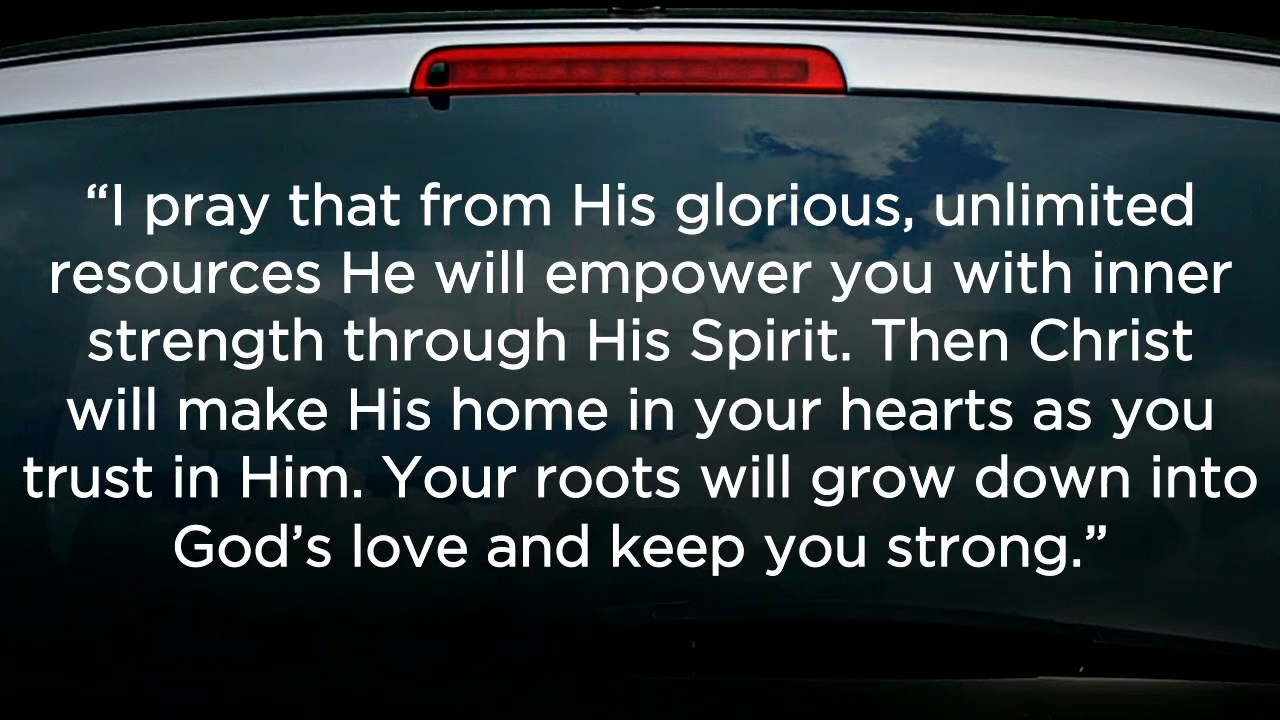 “I pray that from His glorious, unlimited
resources He will empower you with inner
strength through His Spirit. Then Christ
will make His home in your hearts as you
trust in Him. Your roots will grow down into
God’s love and keep you strong.”